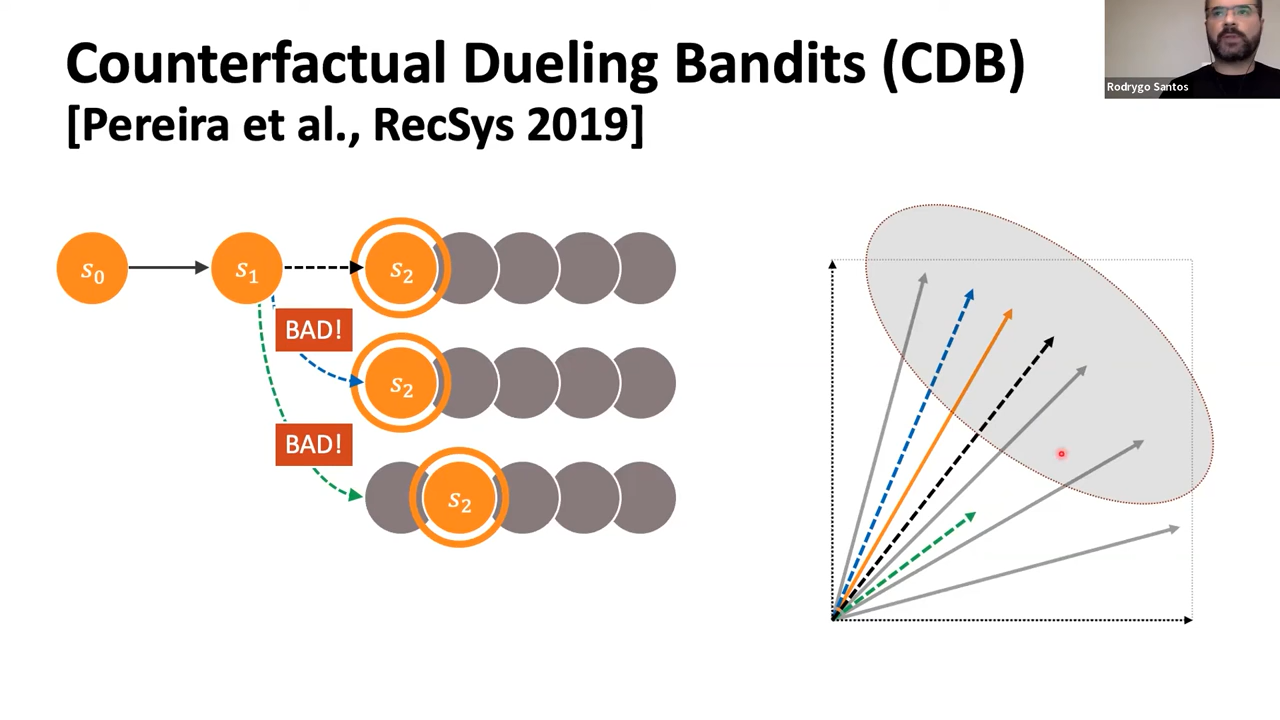 Counterfactual Dueling Bandits (CDB)
[Pereira et al., RecSys 2019]
Rodrygo Santos
s₀
s₁
s₂
BAD!
s₂
BAD!
s₂